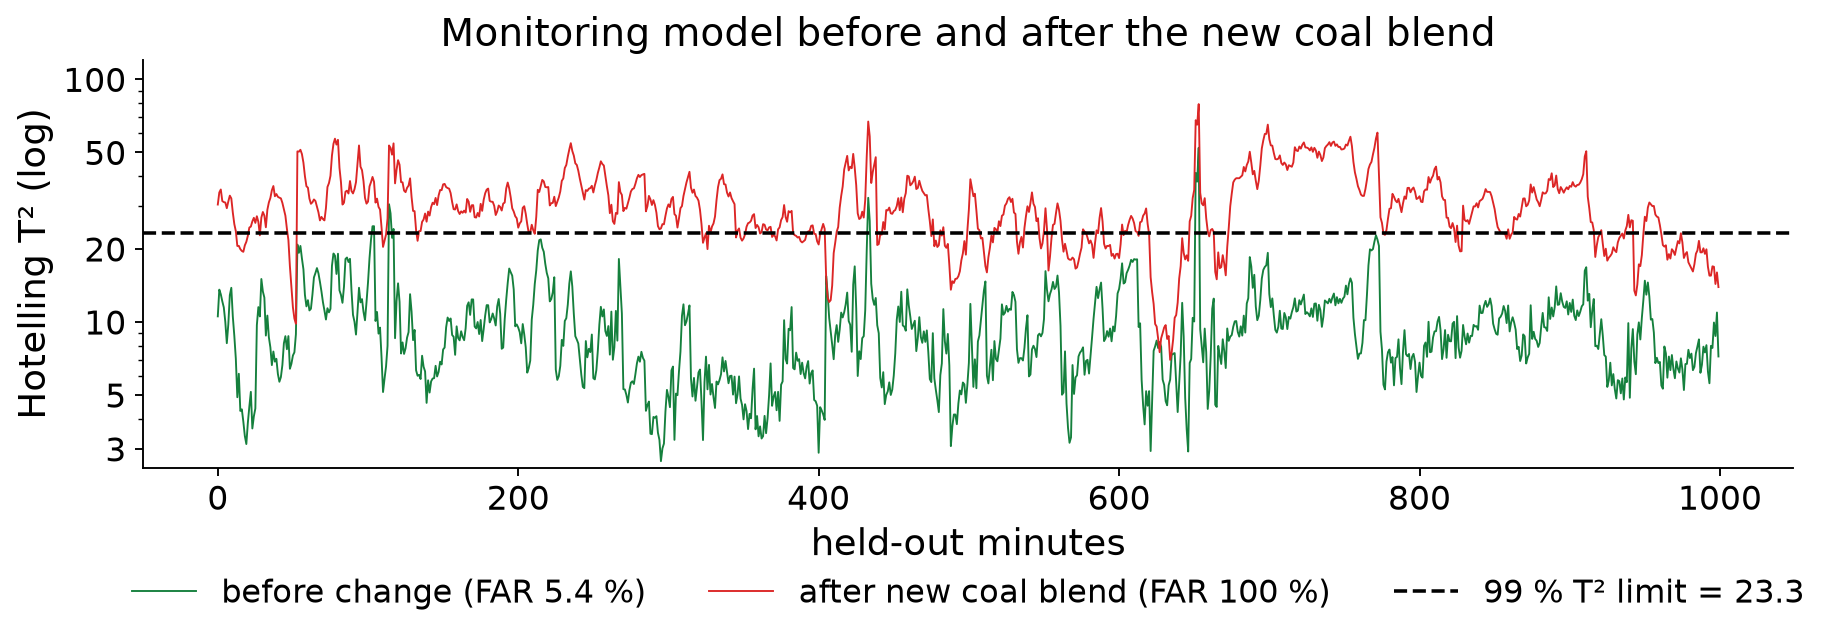 Monitoring model before and after the new coal blend
Hotelling T² (log)
100
50
20
10
5
3
0 200 400 600 800 1000
held-out minutes
before change (FAR 5.4 %) after new coal blend (FAR 100 %) 99 % T² limit = 23.3